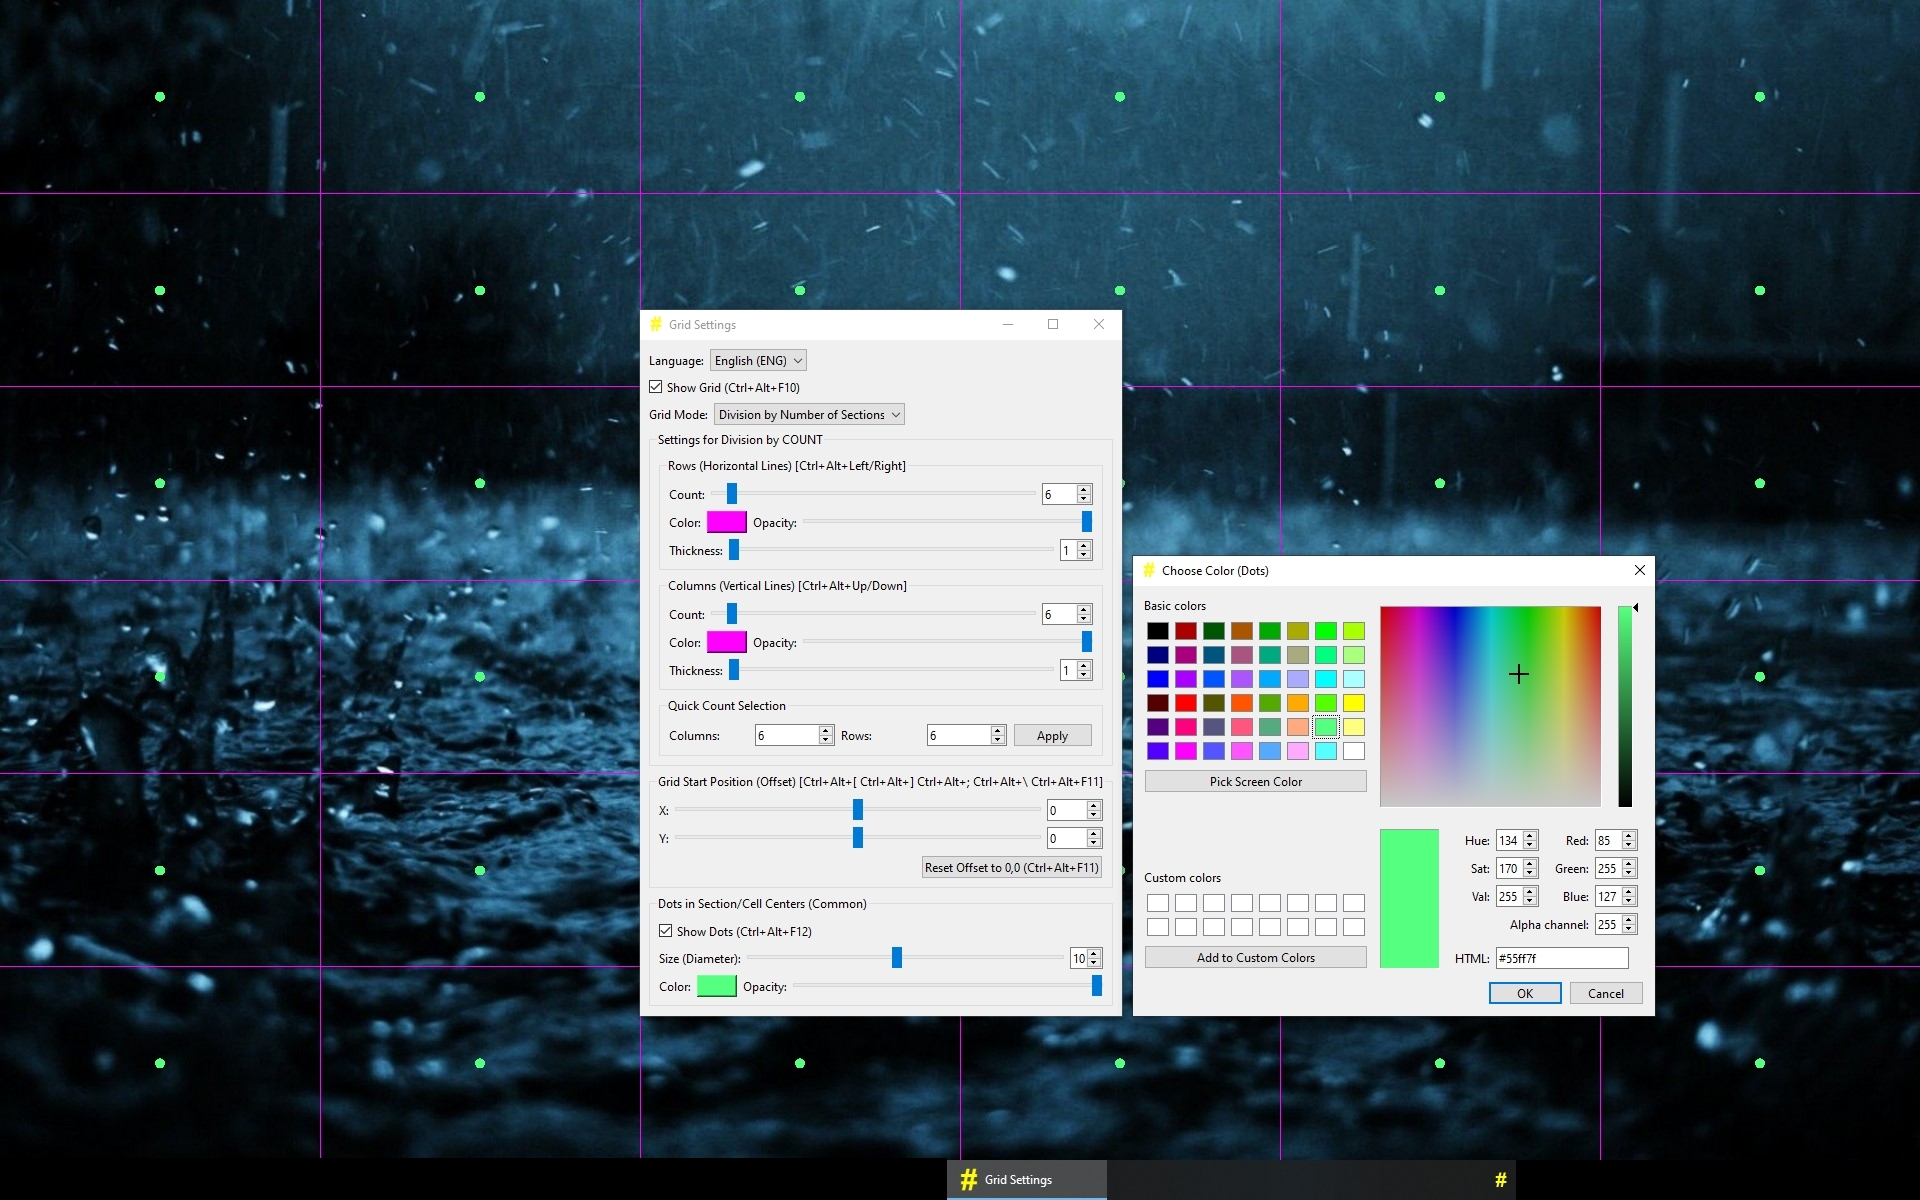 # Grid Settings
Language: English (ENG)
Show Grid (Ctrl+Alt+F10)
Grid Mode: Division by Number of Sections
Settings for Division by COUNT
Rows (Horizontal Lines) [Ctrl+Alt+Left/Right]
Count: 6
Color: Opacity:
Thickness: 1
Columns (Vertical Lines) [Ctrl+Alt+Up/Down]
Count: 6
Color: Opacity:
Thickness: 1
Quick Count Selection
Columns: 6 Rows: 6 Apply
Grid Start Position (Offset) [Ctrl+Alt+[ Ctrl+Alt+] Ctrl+Alt+; Ctrl+Alt+\ Ctrl+Alt+F11]
X: 0
Y: 0
Reset Offset to 0,0 (Ctrl+Alt+F11)
Dots in Section/Cell Centers (Common)
Show Dots (Ctrl+Alt+F12)
Size (Diameter): 10
Color: Opacity:
# Choose Color (Dots)
Basic colors
Pick Screen Color
Custom colors
Add to Custom Colors
Hue: 134 Red: 85
Sat: 170 Green: 255
Val: 255 Blue: 127
Alpha channel: 255
HTML: #55ff7f
OK Cancel
# Grid Settings #